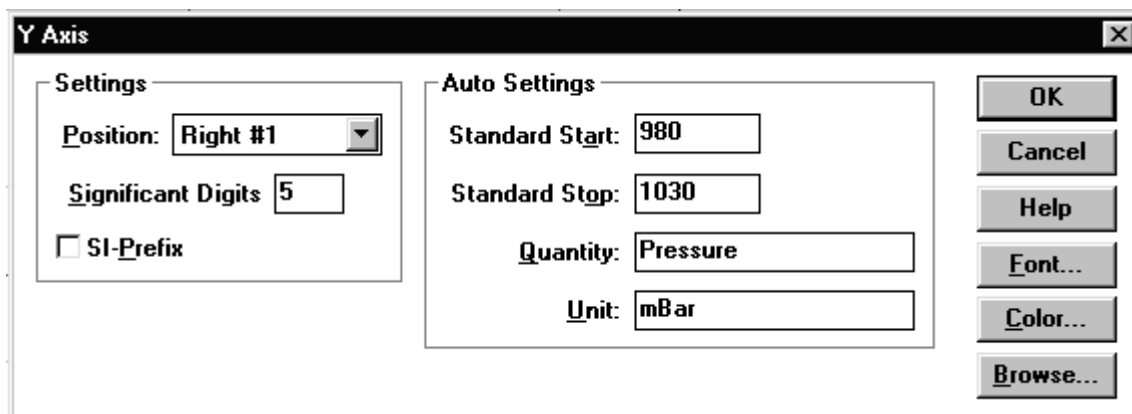 Y Axis
Settings
Position: Right #1
Significant Digits 5
SI-Prefix
Auto Settings
Standard Start: 980
Standard Stop: 1030
Quantity: Pressure
Unit: mBar
OK
Cancel
Help
Font...
Color...
Browse...